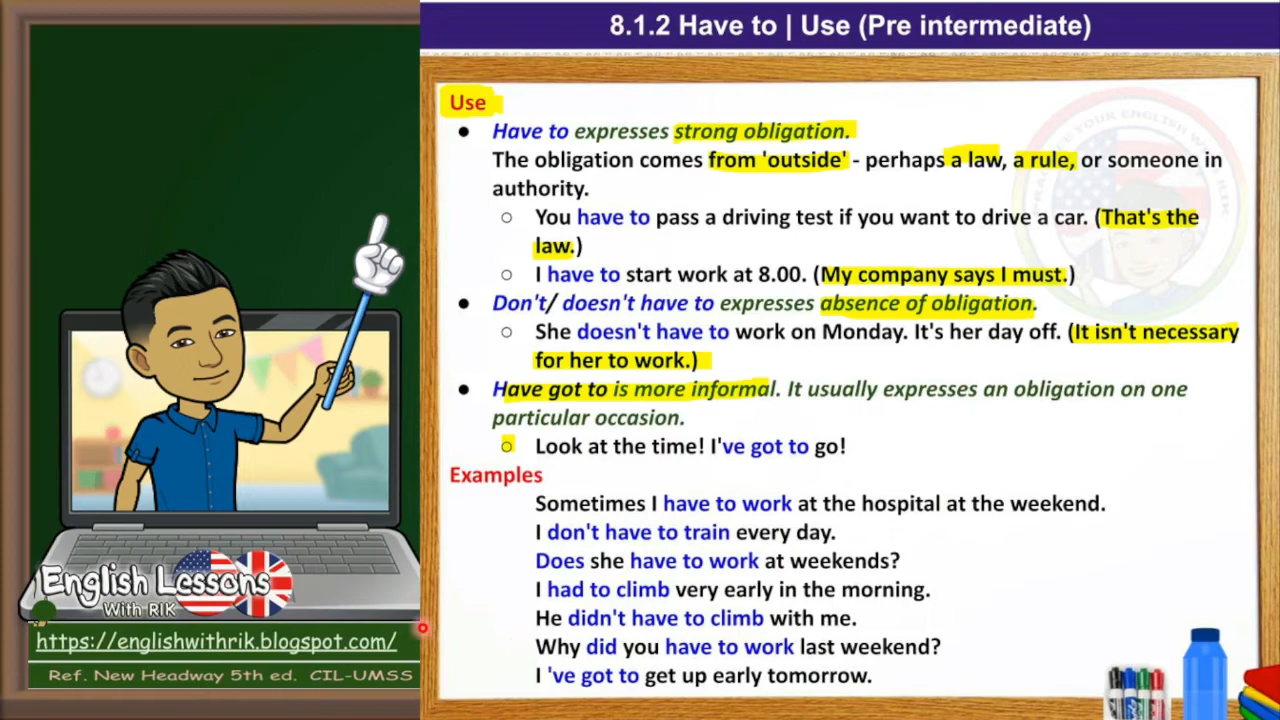 8.1.2 Have to | Use (Pre intermediate)
Use
● Have to expresses strong obligation.
The obligation comes from 'outside' - perhaps a law, a rule, or someone in
authority.
○ You have to pass a driving test if you want to drive a car. (That's the
law.)
○ I have to start work at 8.00. (My company says I must.)
● Don't/ doesn't have to expresses absence of obligation.
○ She doesn't have to work on Monday. It's her day off. (It isn't necessary
for her to work.)
● Have got to is more informal. It usually expresses an obligation on one
particular occasion.
○ Look at the time! I've got to go!
Examples
Sometimes I have to work at the hospital at the weekend.
I don't have to train every day.
Does she have to work at weekends?
I had to climb very early in the morning.
He didn't have to climb with me.
Why did you have to work last weekend?
I 've got to get up early tomorrow.
English Lessons
With RIK
https://englishwithrik.blogspot.com/
Ref. New Headway 5th ed. CIL-UMSS